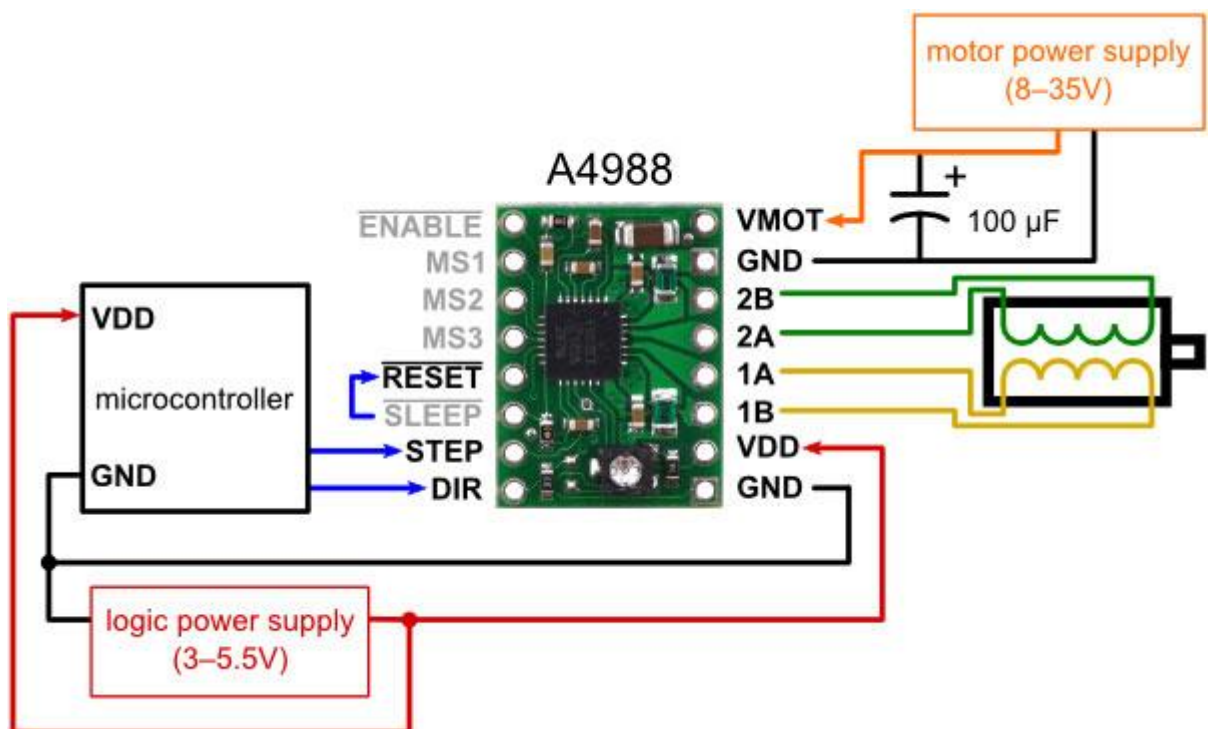 motor power supply
(8–35V)
A4988
+
100 µF
ENABLE
MS1
MS2
MS3
RESET
SLEEP
STEP
DIR
VMOT
GND
2B
2A
1A
1B
VDD
GND
VDD
microcontroller
GND
logic power supply
(3–5.5V)